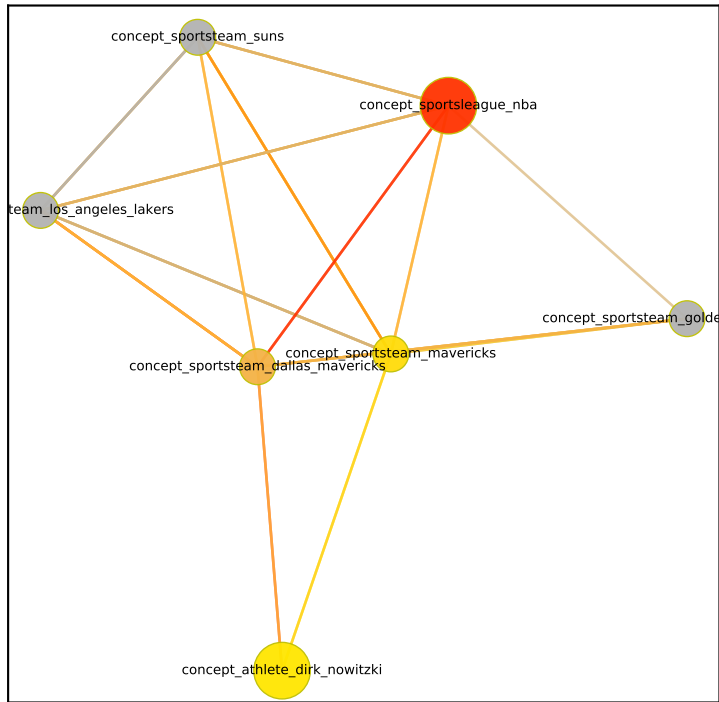 concept_sportsteam_suns
concept_sportsleague_nba
team_los_angeles_lakers
concept_sportsteam_golde
concept_sportsteam_mavericks
concept_sportsteam_dallas_mavericks
concept_athlete_dirk_nowitzki